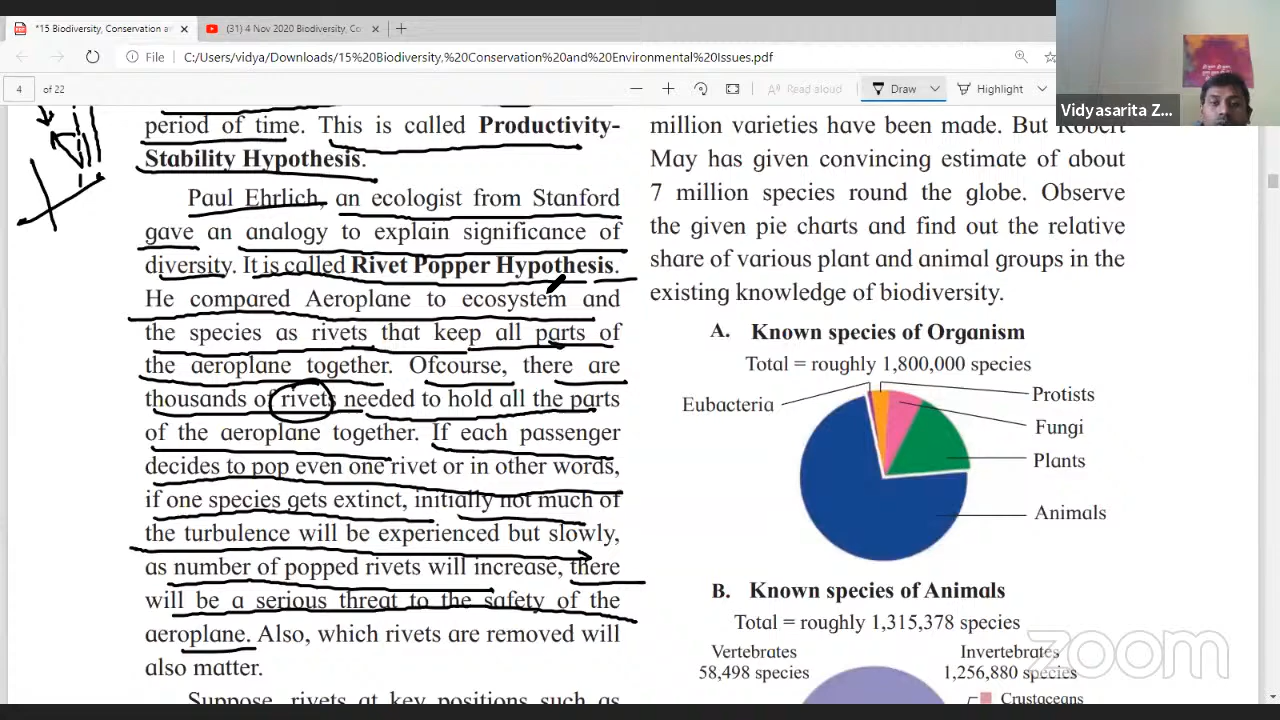 *15 Biodiversity, Conservation a
(31) 4 Nov 2020 Biodiversity, Co
File C:/Users/vidya/Downloads/15%20Biodiversity,%20Conservation%20and%20Environmental%20Issues.pdf
4 of 22
Read aloud
Draw
Highlight
Vidyasarita Z...
period of time. This is called Productivity-
Stability Hypothesis.
Paul Ehrlich, an ecologist from Stanford
gave an analogy to explain significance of
diversity. It is called Rivet Popper Hypothesis.
He compared Aeroplane to ecosystem and
the species as rivets that keep all parts of
the aeroplane together. Ofcourse, there are
thousands of rivets needed to hold all the parts
of the aeroplane together. If each passenger
decides to pop even one rivet or in other words,
if one species gets extinct, initially not much of
the turbulence will be experienced but slowly,
as number of popped rivets will increase, there
will be a serious threat to the safety of the
aeroplane. Also, which rivets are removed will
also matter.
Suppose, rivets at key positions such as
million varieties have been made. But Robert
May has given convincing estimate of about
7 million species round the globe. Observe
the given pie charts and find out the relative
share of various plant and animal groups in the
existing knowledge of biodiversity.
A. Known species of Organism
Total = roughly 1,800,000 species
Eubacteria
Protists
Fungi
Plants
Animals
B. Known species of Animals
Total = roughly 1,315,378 species
Vertebrates
58,498 species
Invertebrates
1,256,880 species
Crustaceans
zoom